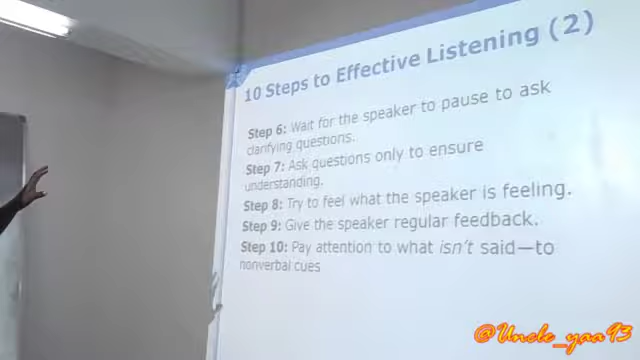 10 Steps to Effective Listening (2)
Step 6: Wait for the speaker to pause to ask
clarifying questions.
Step 7: Ask questions only to ensure
understanding.
Step 8: Try to feel what the speaker is feeling.
Step 9: Give the speaker regular feedback.
Step 10: Pay attention to what isn't said—to
nonverbal cues
@Uncle_yaa93